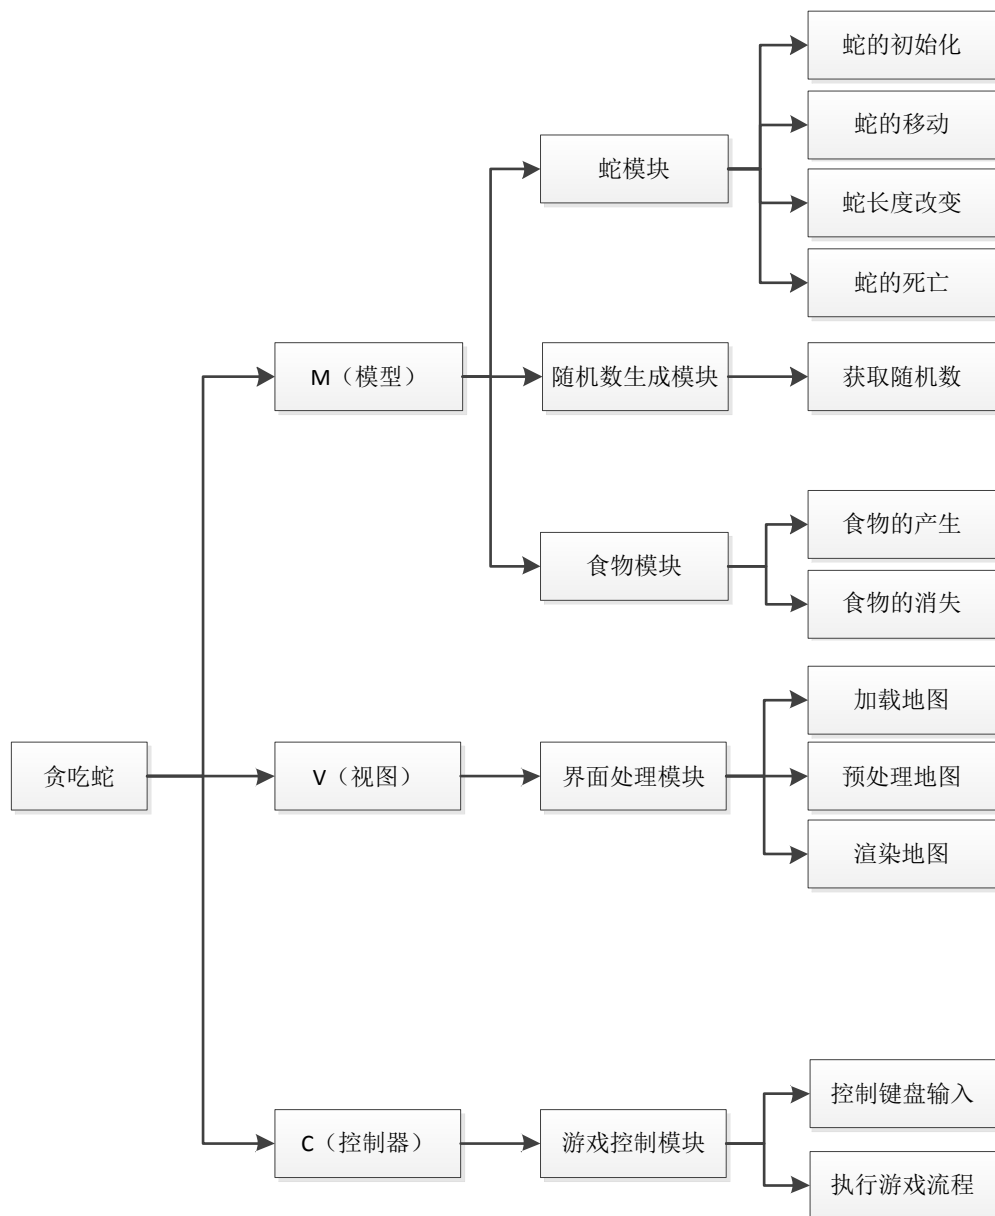 贪吃蛇
M（模型）
蛇模块
蛇的初始化
蛇的移动
蛇长度改变
蛇的死亡
随机数生成模块
获取随机数
食物模块
食物的产生
食物的消失
V（视图）
界面处理模块
加载地图
预处理地图
渲染地图
C（控制器）
游戏控制模块
控制键盘输入
执行游戏流程